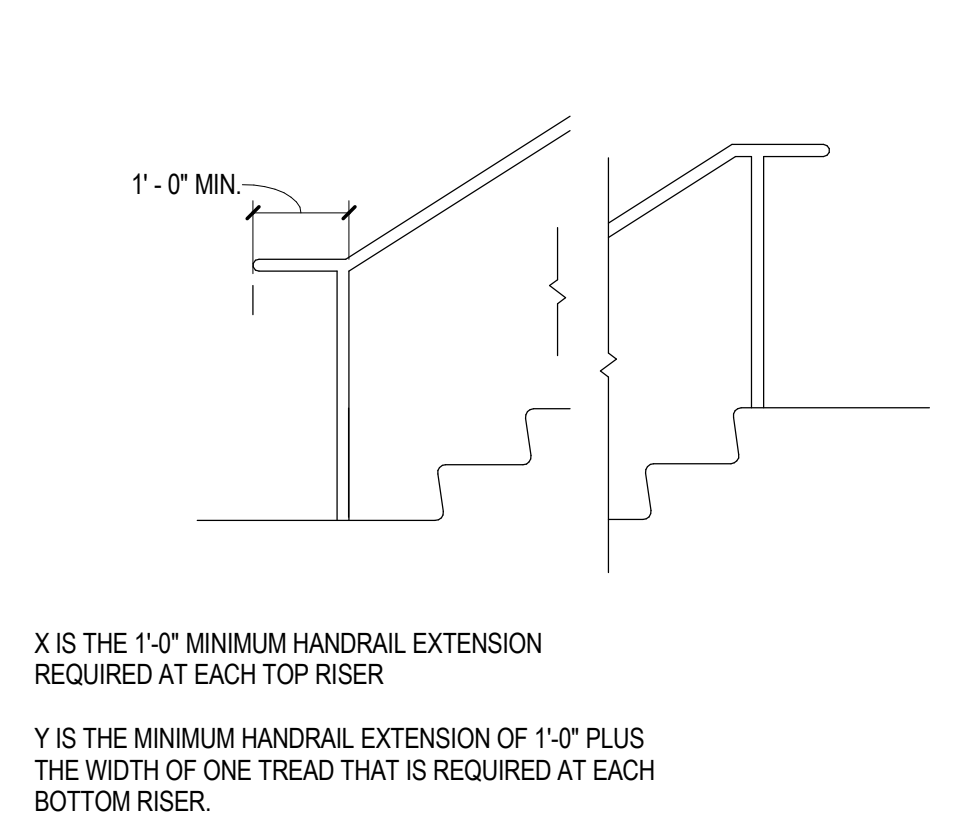 1' - 0" MIN.
X IS THE 1'-0" MINIMUM HANDRAIL EXTENSION
REQUIRED AT EACH TOP RISER
Y IS THE MINIMUM HANDRAIL EXTENSION OF 1'-0" PLUS
THE WIDTH OF ONE TREAD THAT IS REQUIRED AT EACH
BOTTOM RISER.